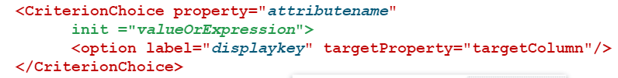 <CriterionChoice property="attributename"
init ="valueOrExpression">
<option label="displaykey" targetProperty="targetColumn"/>
</CriterionChoice>